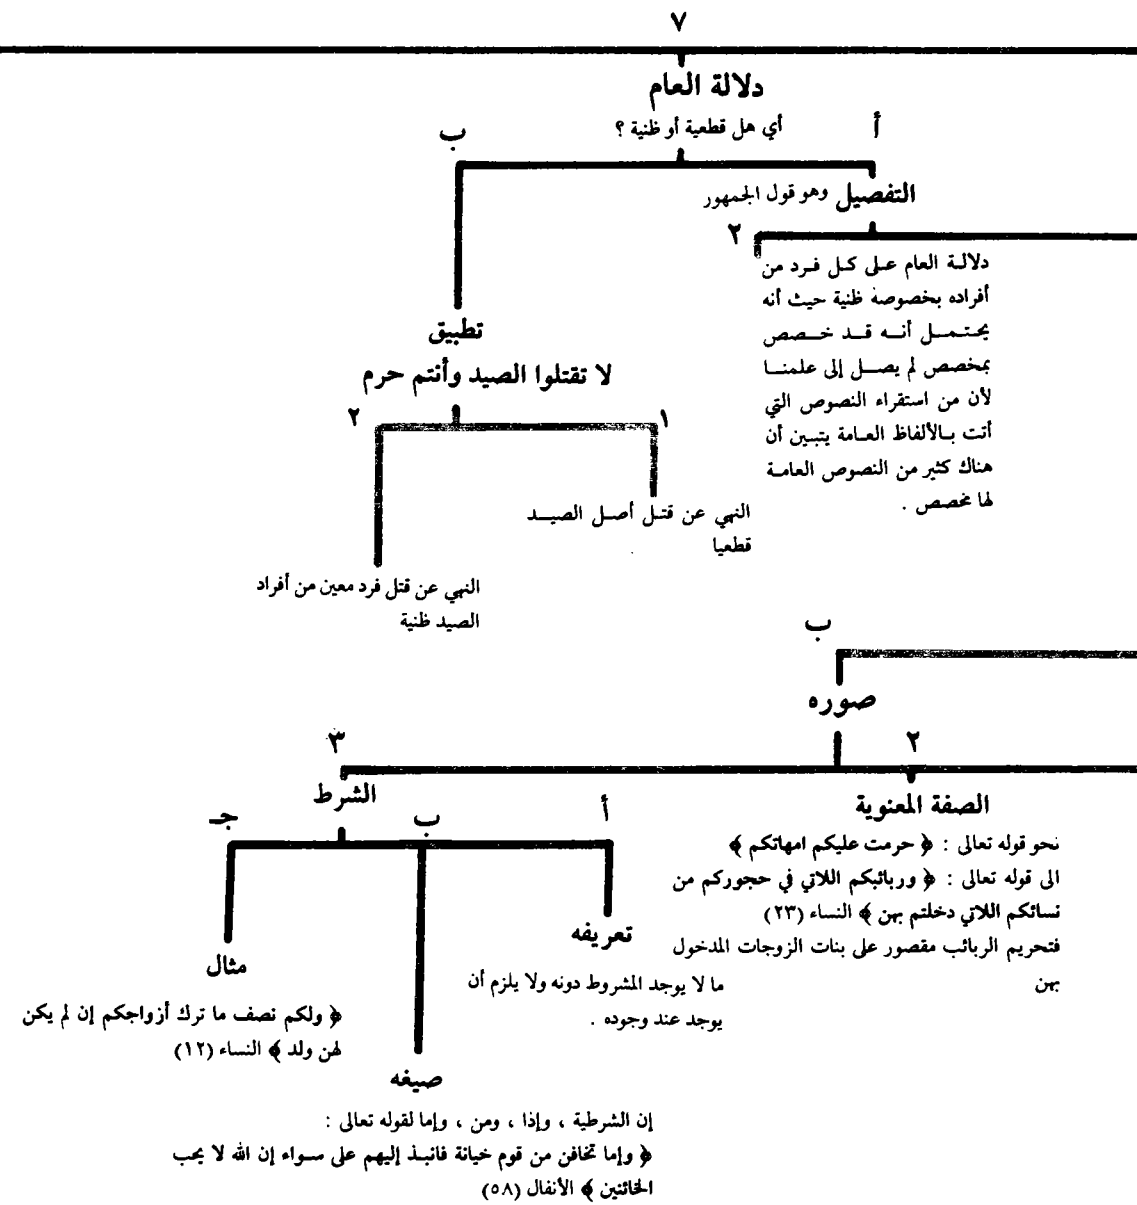 ٧
دلالة العام
أي هل قطعية أو ظنية ؟
أ
ب
التفصيل وهو قول الجمهور
٢
دلالة العام على كل فرد من
أفراده بخصوصه ظنية حيث أنه
يحتمل أنه قد خصص
بمخصص لم يصل إلى علمنا
لأن من استقراء النصوص التي
أتت بالألفاظ العامة يتبين أن
هناك كثير من النصوص العامة
لها مخصص .
تطبيق
لا تقتلوا الصيد وأنتم حرم
١
٢
النهي عن قتل أصل الصيد
قطعيا
النهي عن قتل فرد معين من أفراد
الصيد ظنية
ب
صوره
٢
٣
الصفة المعنوية
نحو قوله تعالى : ﴿ حرمت عليكم امهاتكم ﴾
الى قوله تعالى : ﴿ وربائبكم اللاتي في حجوركم من
نسائكم اللاتي دخلتم بهن ﴾ النساء (٢٣)
فتحريم الربائب مقصور على بنات الزوجات المدخول
بهن
الشرط
أ
ب
جـ
تعريفه
ما لا يوجد المشروط دونه ولا يلزم أن
يوجد عند وجوده .
صيغه
إن الشرطية ، وإذا ، ومن ، وإما لقوله تعالى :
﴿ وإما تخافن من قوم خيانة فانبذ إليهم على سواء إن الله لا يحب
الخائنين ﴾ الأنفال (٥٨)
مثال
﴿ ولكم نصف ما ترك أزواجكم إن لم يكن
لهن ولد ﴾ النساء (١٢)